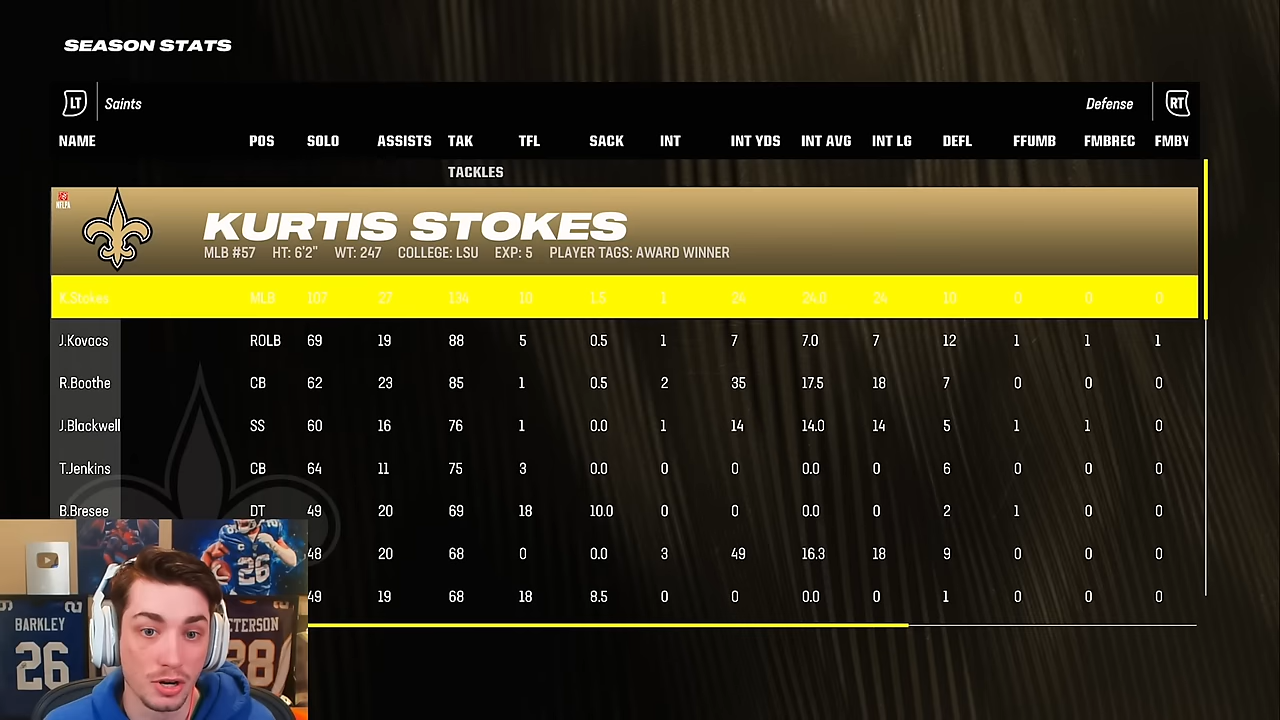 SEASON STATS
LT Saints Defense RT
NAME POS SOLO ASSISTS TAK TFL SACK INT INT YDS INT AVG INT LG DEFL FFUMB FMBREC FMBY
TACKLES
NFLPA
KURTIS STOKES
MLB #57 HT: 6'2" WT: 247 COLLEGE: LSU EXP: 5 PLAYER TAGS: AWARD WINNER
K.Stokes MLB 107 27 134 10 1.5 1 24 24.0 24 10 0 0 0
J.Kovacs ROLB 69 19 88 5 0.5 1 7 7.0 7 12 1 1 1
R.Boothe CB 62 23 85 1 0.5 2 35 17.5 18 7 0 0 0
J.Blackwell SS 60 16 76 1 0.0 1 14 14.0 14 5 1 1 0
T.Jenkins CB 64 11 75 3 0.0 0 0 0.0 0 6 0 0 0
B.Bresee DT 49 20 69 18 10.0 0 0 0.0 0 2 1 0 0
48 20 68 0 0.0 3 49 16.3 18 9 0 0 0
49 19 68 18 8.5 0 0 0.0 0 1 0 0 0
26
BARKLEY
26
ETERSON
28